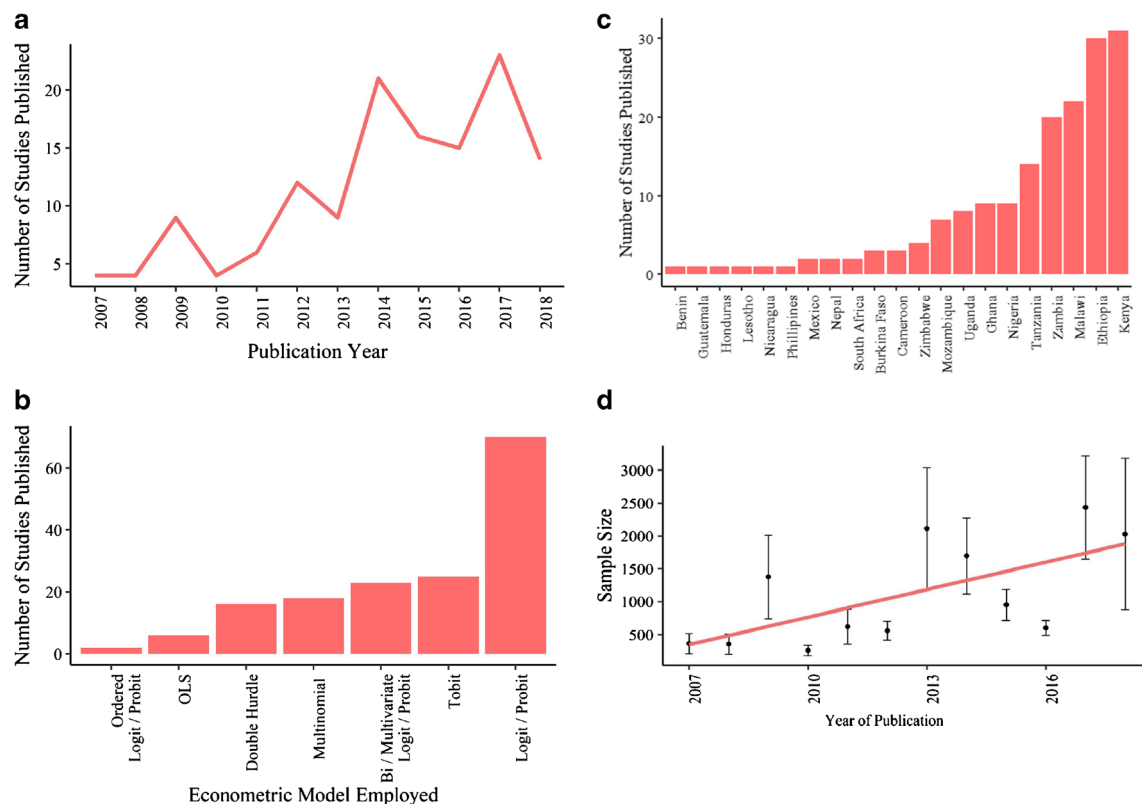 a
Number of Studies Published
20
15
10
5
2007
2008
2009
2010
2011
2012
2013
2014
2015
2016
2017
2018
Publication Year
b
Number of Studies Published
60
40
20
0
Ordered
Logit / Probit
OLS
Double Hurdle
Multinomial
Bi / Multivariate
Logit / Probit
Tobit
Logit / Probit
Econometric Model Employed
c
Number of Studies Published
30
20
10
0
Benin
Guatemala
Honduras
Lesotho
Nicaragua
Phillipines
Mexico
Nepal
South Africa
Burkina Faso
Cameroon
Zimbabwe
Mozambique
Uganda
Ghana
Nigeria
Tanzania
Zambia
Malawi
Ethiopia
Kenya
d
Sample Size
3000
2500
2000
1500
1000
500
2007
2010
2013
2016
Year of Publication